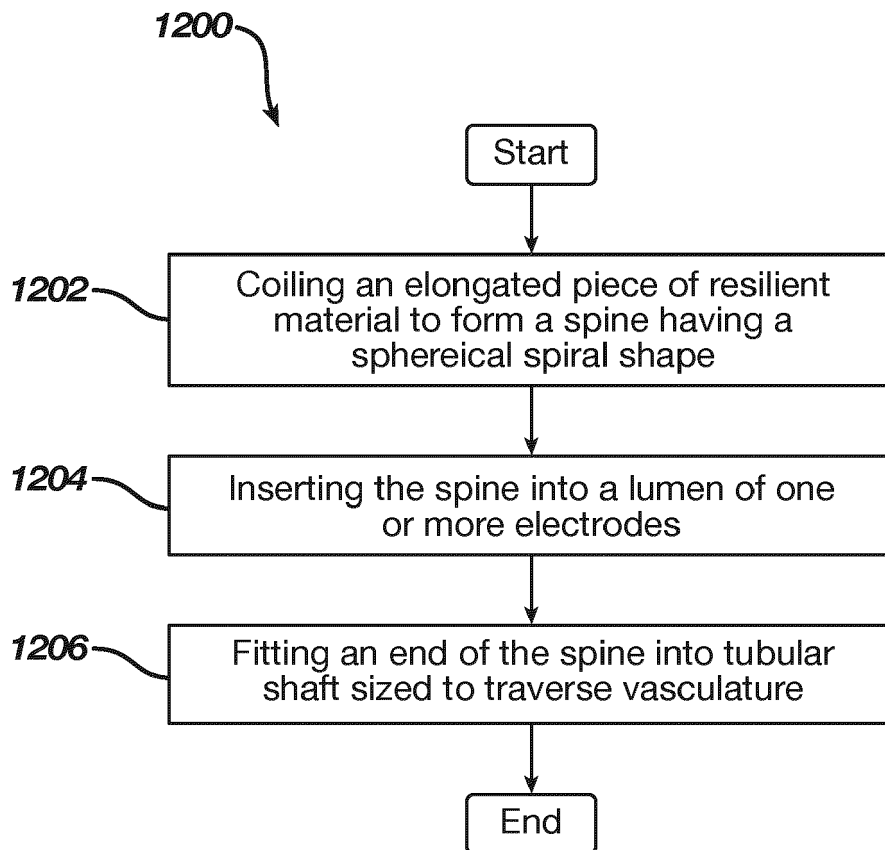 1200
Start
1202
Coiling an elongated piece of resilient
material to form a spine having a
sphereical spiral shape
1204
Inserting the spine into a lumen of one
or more electrodes
1206
Fitting an end of the spine into tubular
shaft sized to traverse vasculature
End